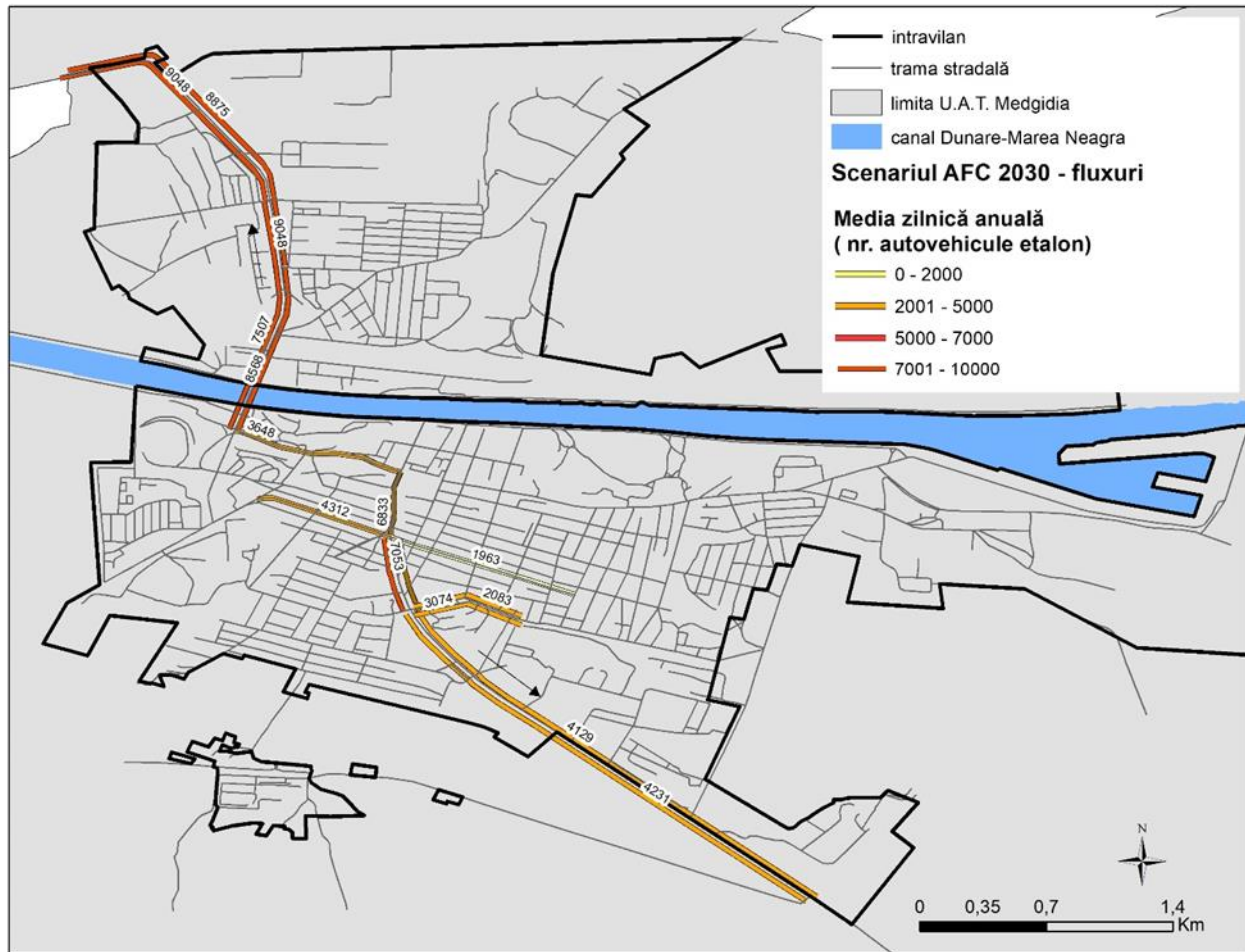 intravilan
trama stradală
limita U.A.T. Medgidia
canal Dunare-Marea Neagra
Scenariul AFC 2030 - fluxuri
Media zilnică anuală
( nr. autovehicule etalon)
0 - 2000
2001 - 5000
5000 - 7000
7001 - 10000
9048
8875
9048
7507
8568
3648
4312
6833
7053
1963
3074
2083
4129
4231
N
0 0,35 0,7 1,4
Km